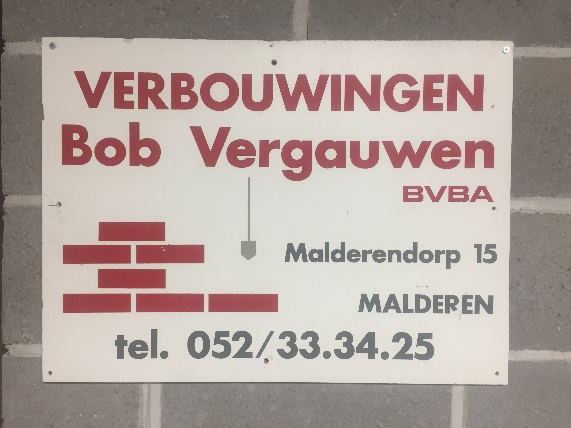 VERBOUWINGEN
Bob Vergauwen
BVBA
Malderendorp 15
MALDEREN
tel. 052/33.34.25